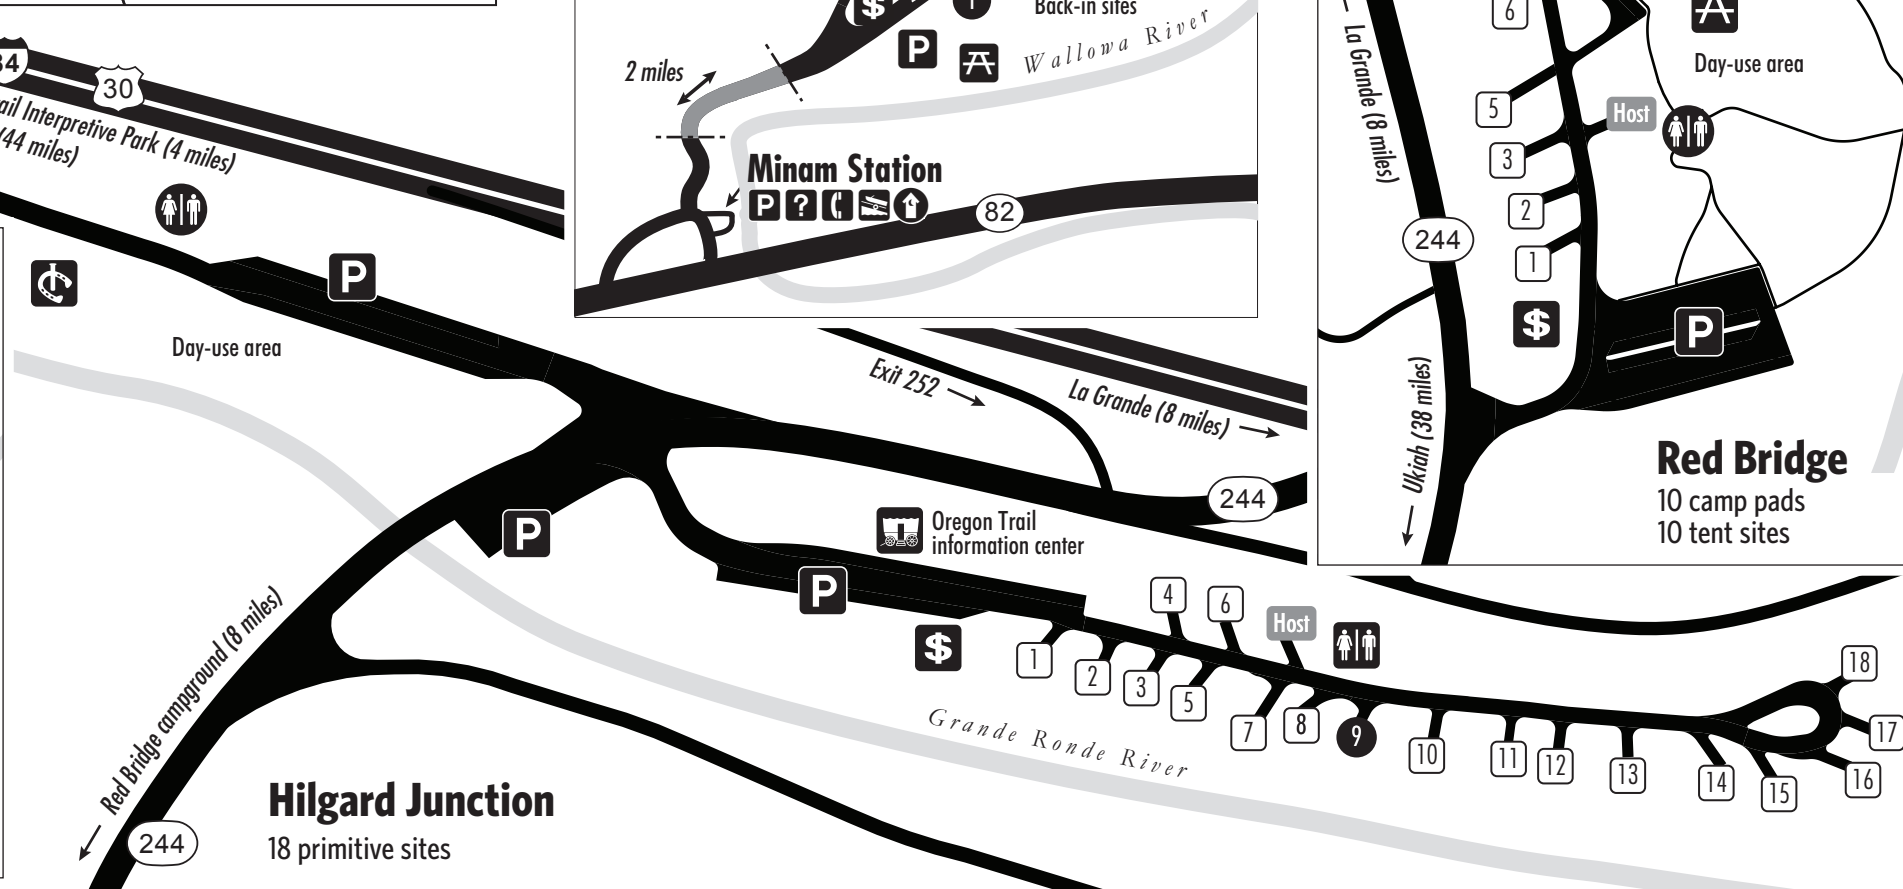 84
30
ail Interpretive Park (4 miles)
(44 miles)
P
Day-use area
$
Back-in sites
Wallowa River
2 miles
P
Minam Station
P ?
82
La Grande (8 miles)
6
5
3
2
1
Host
Day-use area
244
$
P
Ukiah (38 miles)
Red Bridge
10 camp pads
10 tent sites
Exit 252
La Grande (8 miles)
244
Oregon Trail
information center
P
P
$
Host
1
2
3
4
5
6
7
8
9
10
11
12
13
14
15
16
17
18
Grande Ronde River
Red Bridge campground (8 miles)
244
Hilgard Junction
18 primitive sites